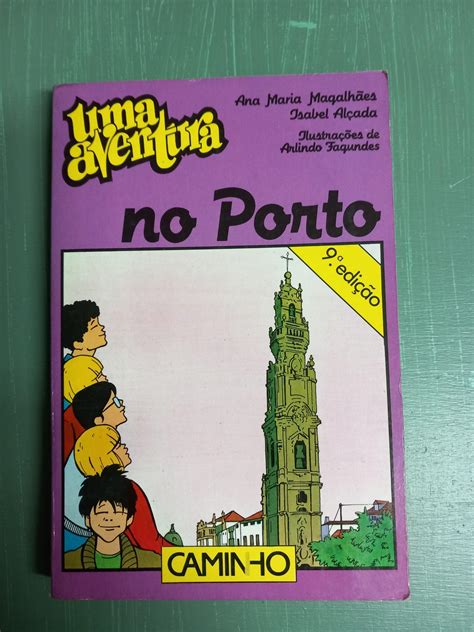 uma
aventura
Ana Maria Magalhães
Isabel Alçada
Ilustrações de
Arlindo Fagundes
no Porto
9.ª edição
CAMINHO